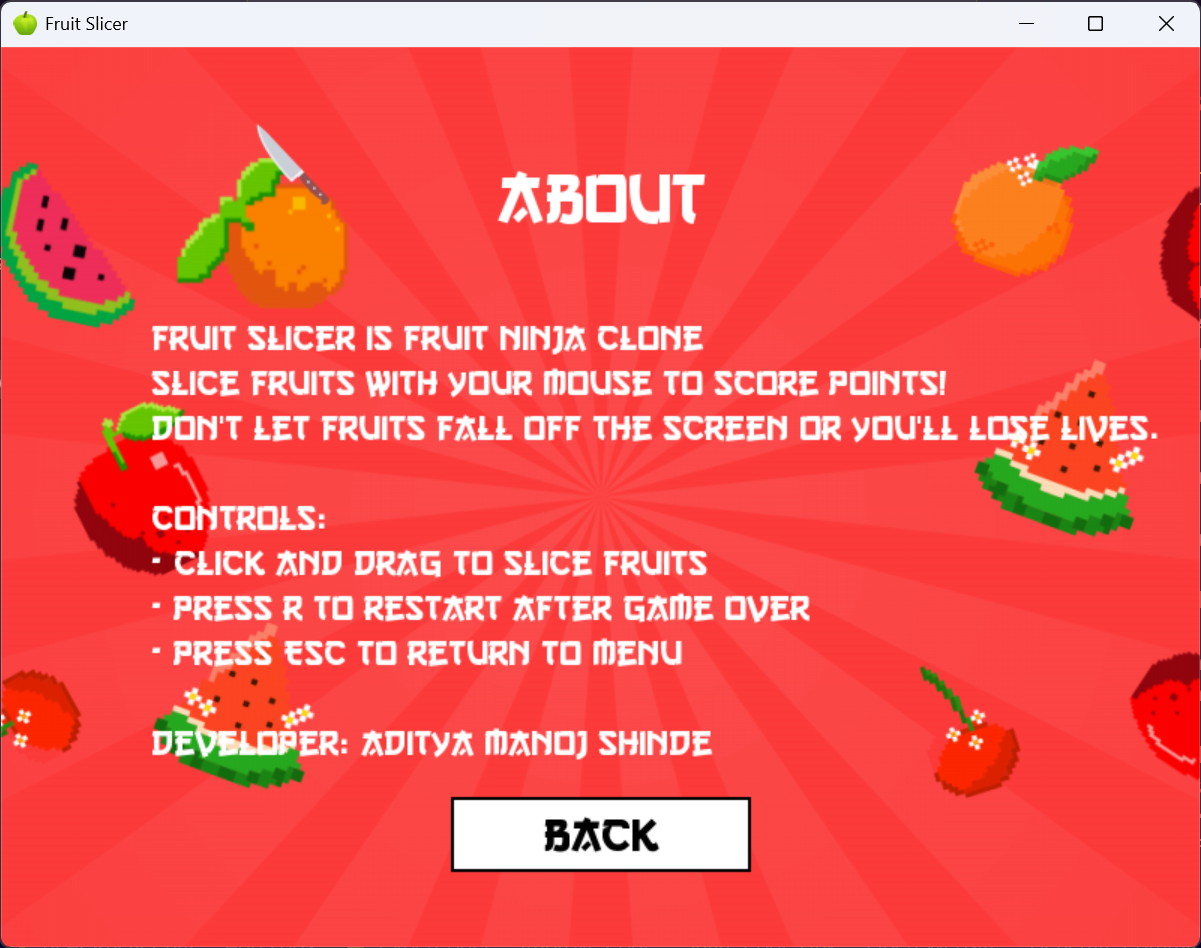 Fruit Slicer
ABOUT
FRUIT SLICER IS FRUIT NINJA CLONE
SLICE FRUITS WITH YOUR MOUSE TO SCORE POINTS!
DON'T LET FRUITS FALL OFF THE SCREEN OR YOU'LL LOSE LIVES.
CONTROLS:
- CLICK AND DRAG TO SLICE FRUITS
- PRESS R TO RESTART AFTER GAME OVER
- PRESS ESC TO RETURN TO MENU
DEVELOPER: ADITYA MANOJ SHINDE
BACK